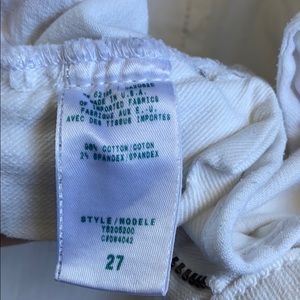 MADE IN U.S.A.
OF IMPORTED FABRICS
FABRIQUE AUX E.-U.
AVEC DES TISSUS IMPORTES
98% COTTON/COTON
2% SPANDEX/SPANDEX
STYLE/MODELE
27